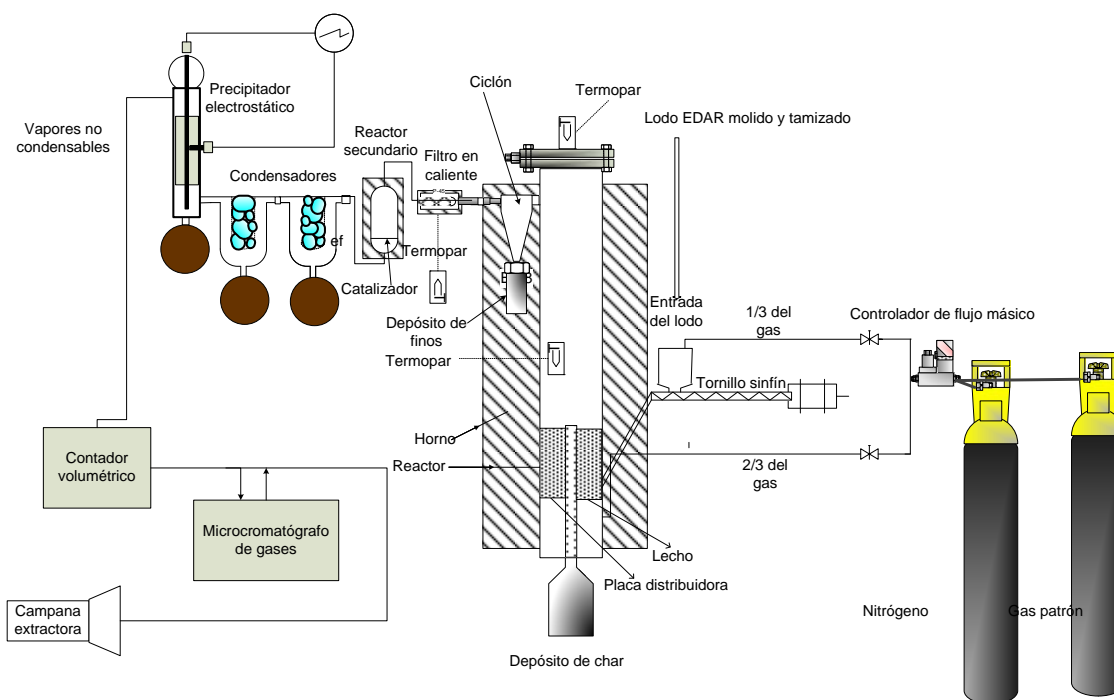 Precipitador
electrostático
Vapores no
condensables
Condensadores
ef
Reactor
secundario
Filtro en
caliente
Ciclón
Termopar
Lodo EDAR molido y tamizado
Termopar
Catalizador
Depósito de
finos
Termopar
Entrada
del lodo
1/3 del
gas
Controlador de flujo másico
Tornillo sinfín
Horno
Reactor
2/3 del
gas
Contador
volumétrico
Microcromatógrafo
de gases
Lecho
Placa distribuidora
Campana
extractora
Nitrógeno
Gas patrón
Depósito de char